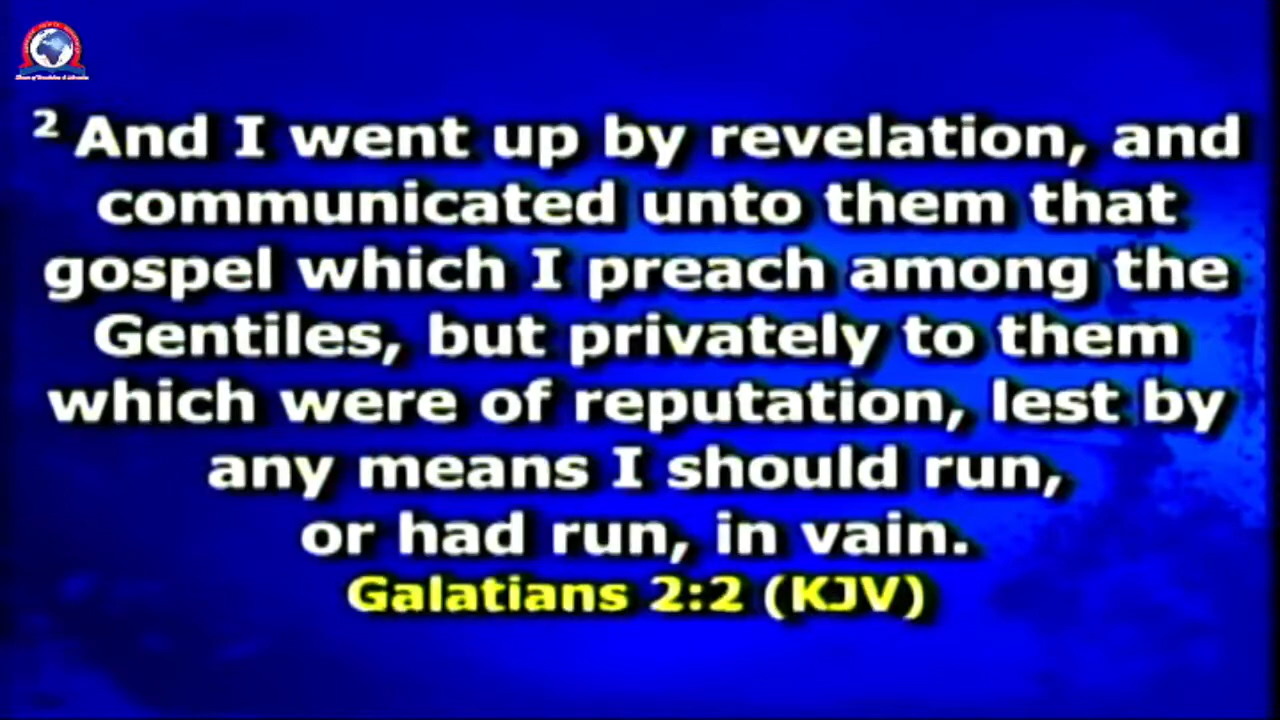 ² And I went up by revelation, and
communicated unto them that
gospel which I preach among the
Gentiles, but privately to them
which were of reputation, lest by
any means I should run,
or had run, in vain.
Galatians 2:2 (KJV)